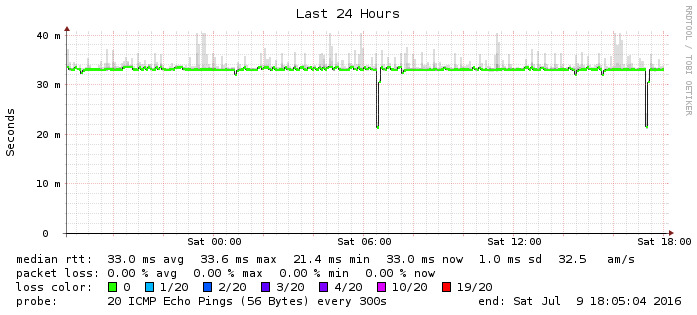 Last 24 Hours
RRDTOOL / TOBI OETIKER
Seconds
40 m
30 m
20 m
10 m
0
Sat 00:00 Sat 06:00 Sat 12:00 Sat 18:00
median rtt: 33.0 ms avg 33.6 ms max 21.4 ms min 33.0 ms now 1.0 ms sd 32.5 am/s
packet loss: 0.00 % avg 0.00 % max 0.00 % min 0.00 % now
loss color: 0 1/20 2/20 3/20 4/20 10/20 19/20
probe: 20 ICMP Echo Pings (56 Bytes) every 300s end: Sat Jul 9 18:05:04 2016